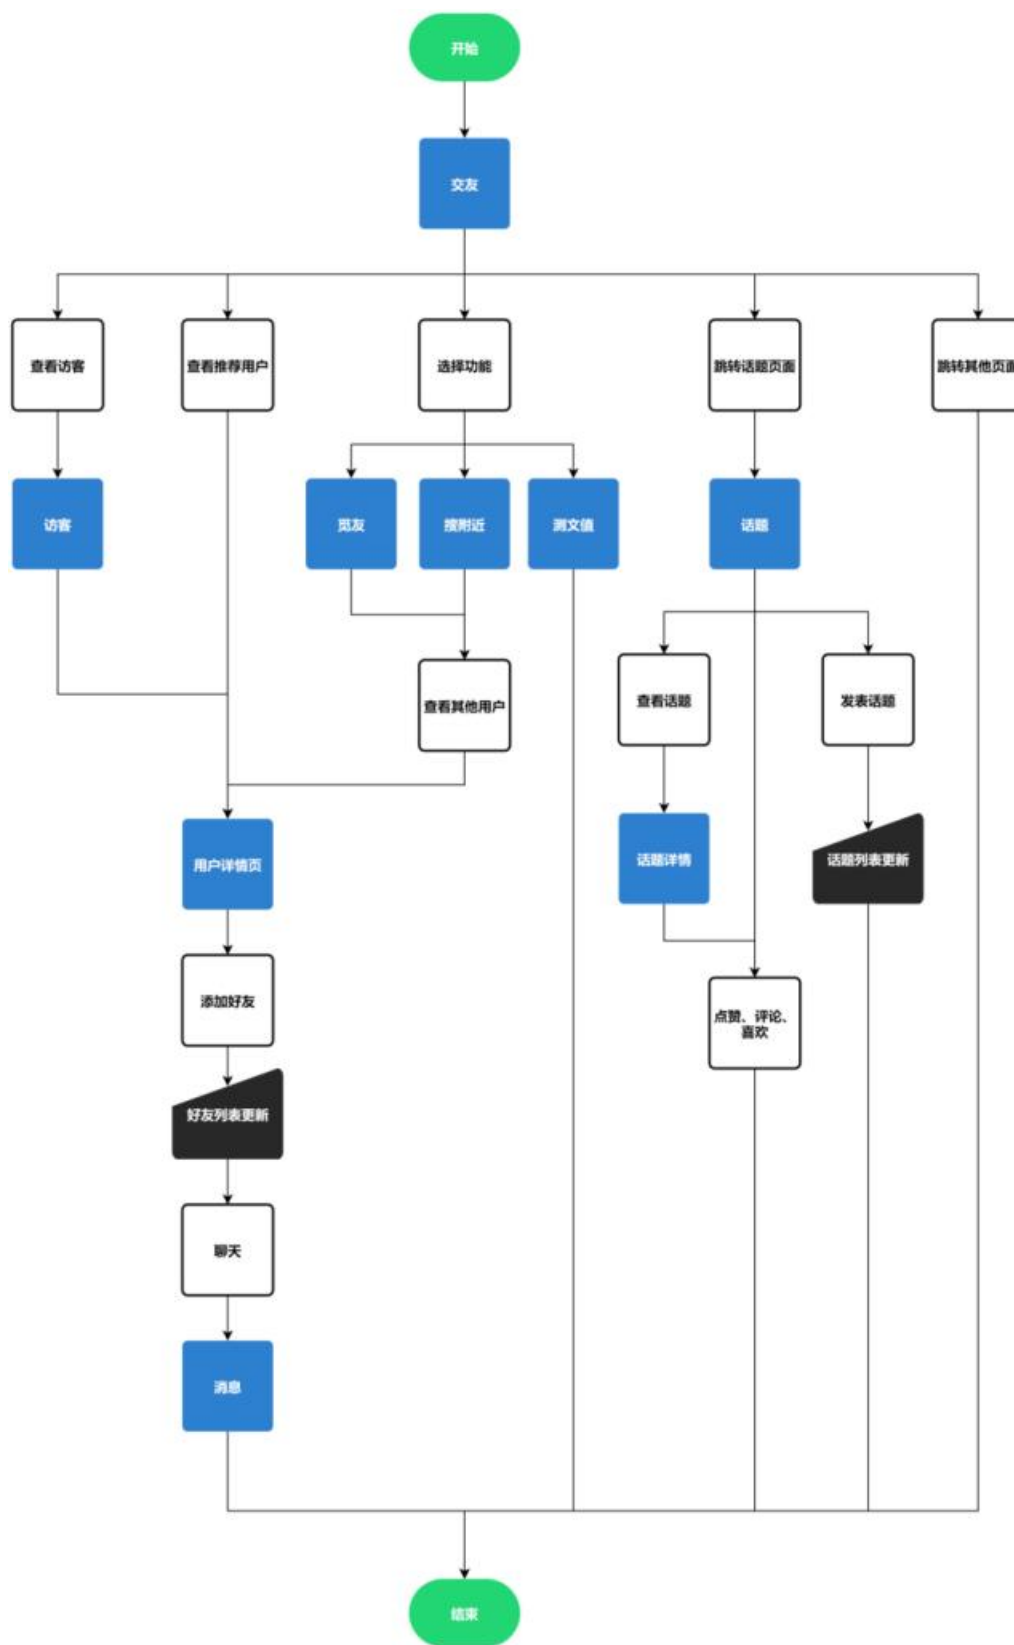 开始
交友
查看访客
查看推荐用户
选择功能
跳转话题页面
跳转其他页面
访客
觅友
搜附近
测文值
话题
查看其他用户
查看话题
发表话题
用户详情页
话题详情
话题列表更新
添加好友
点赞、评论、
喜欢
好友列表更新
聊天
消息
结束